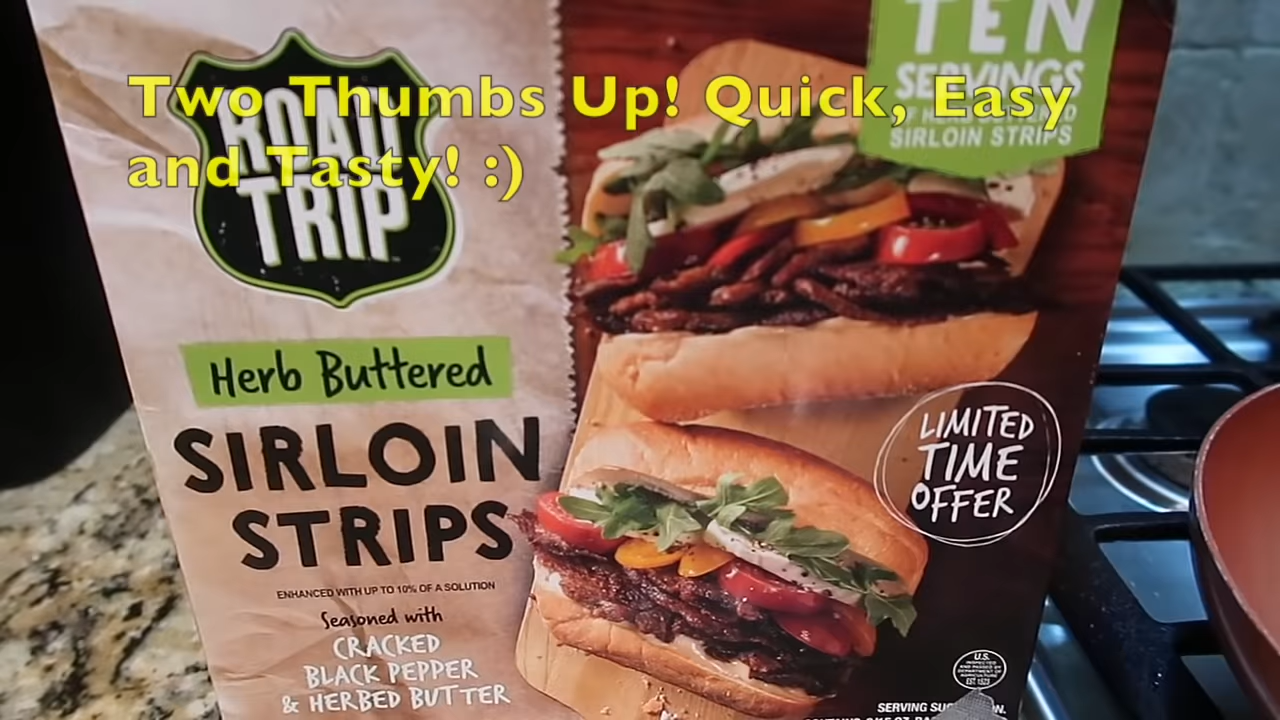 Two Thumbs Up! Quick, Easy
and Tasty! :)
ROAD
TRIP
TEN
SERVINGS
SIRLOIN STRIPS
Herb Buttered
SIRLOIN
STRIPS
ENHANCED WITH UP TO 10% OF A SOLUTION
Seasoned with
CRACKED
BLACK PEPPER
& HERBED BUTTER
LIMITED
TIME
OFFER
U.S.
INSPECTED
AND PASSED BY
DEPARTMENT OF
AGRICULTURE
SERVING